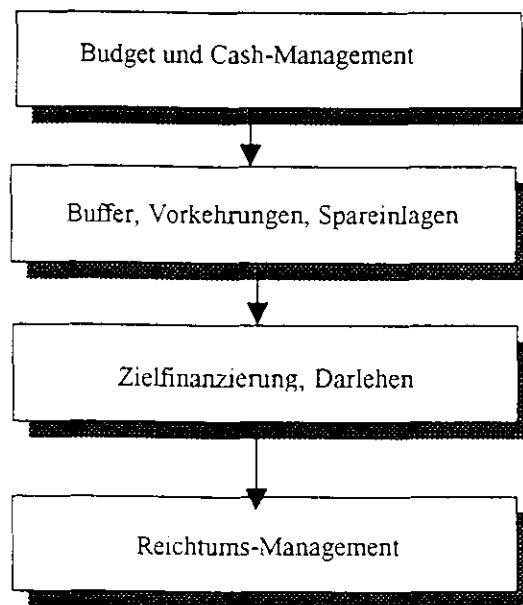 Budget und Cash-Management
Buffer, Vorkehrungen, Spareinlagen
Zielfinanzierung, Darlehen
Reichtums-Management